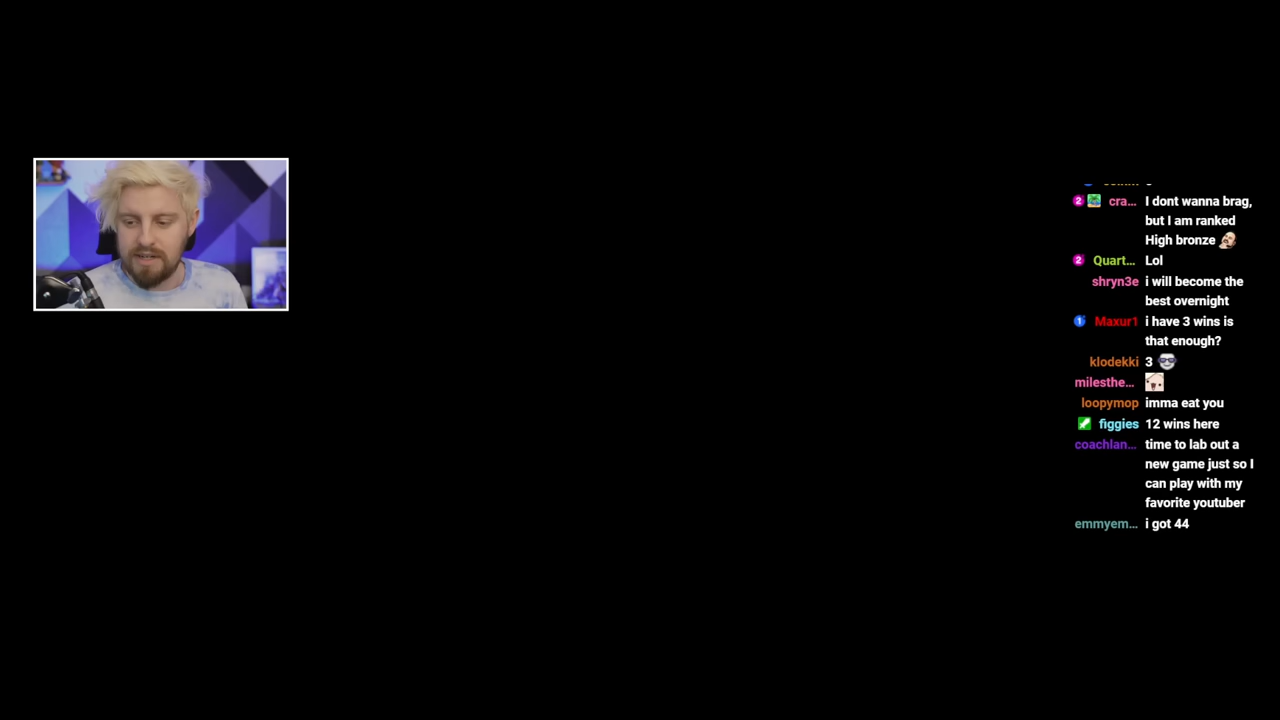 cra… I dont wanna brag,
but I am ranked
High bronze
Quart… Lol
shryn3e i will become the
best overnight
Maxur1 i have 3 wins is
that enough?
klodekki 3
milesthe…
loopymop imma eat you
figgies 12 wins here
coachlan… time to lab out a
new game just so I
can play with my
favorite youtuber
emmyem… i got 44